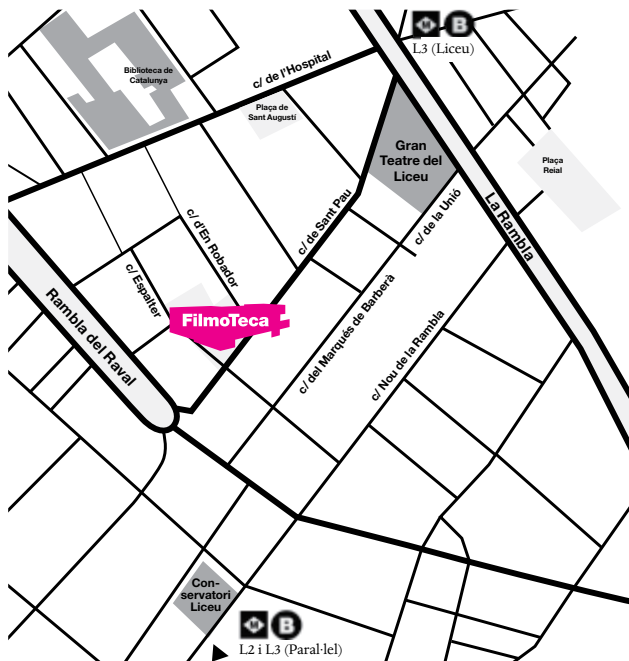 M B
L3 (Liceu)
Biblioteca de
Catalunya
c/ de l'Hospital
Plaça de
Sant Augustí
Gran
Teatre del
Liceu
Plaça
Reial
La Rambla
c/ de la Unió
c/ de Sant Pau
c/ d'En Robador
c/ Espalter
FilmoTeca
Rambla del Raval
c/ del Marqués de Barberà
c/ Nou de la Rambla
Con-
servatori
Liceu
M B
L2 i L3 (Paral·lel)